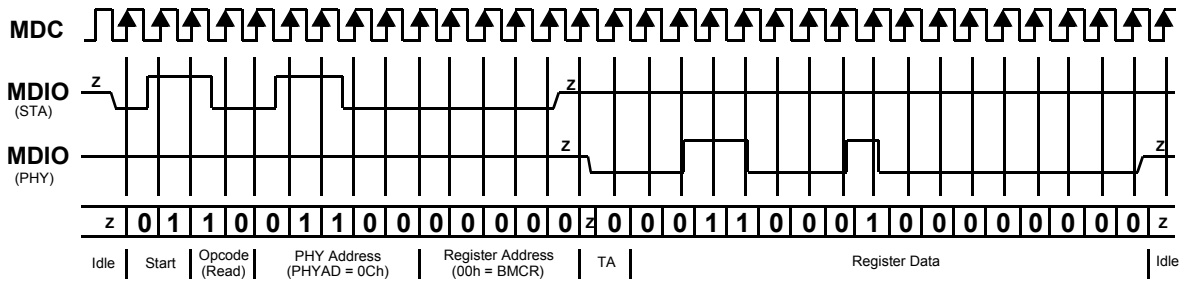 MDC
z z
MDIO
(STA)
MDIO z z
(PHY)
z 0 1 1 0 0 1 1 0 0 0 0 0 0 0 z 0 0 0 1 1 0 0 0 1 0 0 0 0 0 0 0 0 z
Idle Start Opcode (Read) PHY Address (PHYAD = 0Ch) Register Address (00h = BMCR) TA Register Data Idle